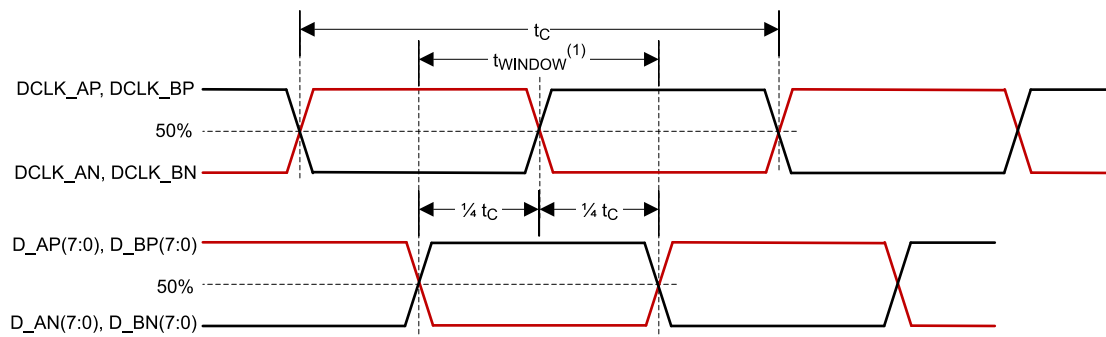 tC
tWINDOW(1)
DCLK_AP, DCLK_BP
50%
DCLK_AN, DCLK_BN
¼ tC
¼ tC
D_AP(7:0), D_BP(7:0)
50%
D_AN(7:0), D_BN(7:0)